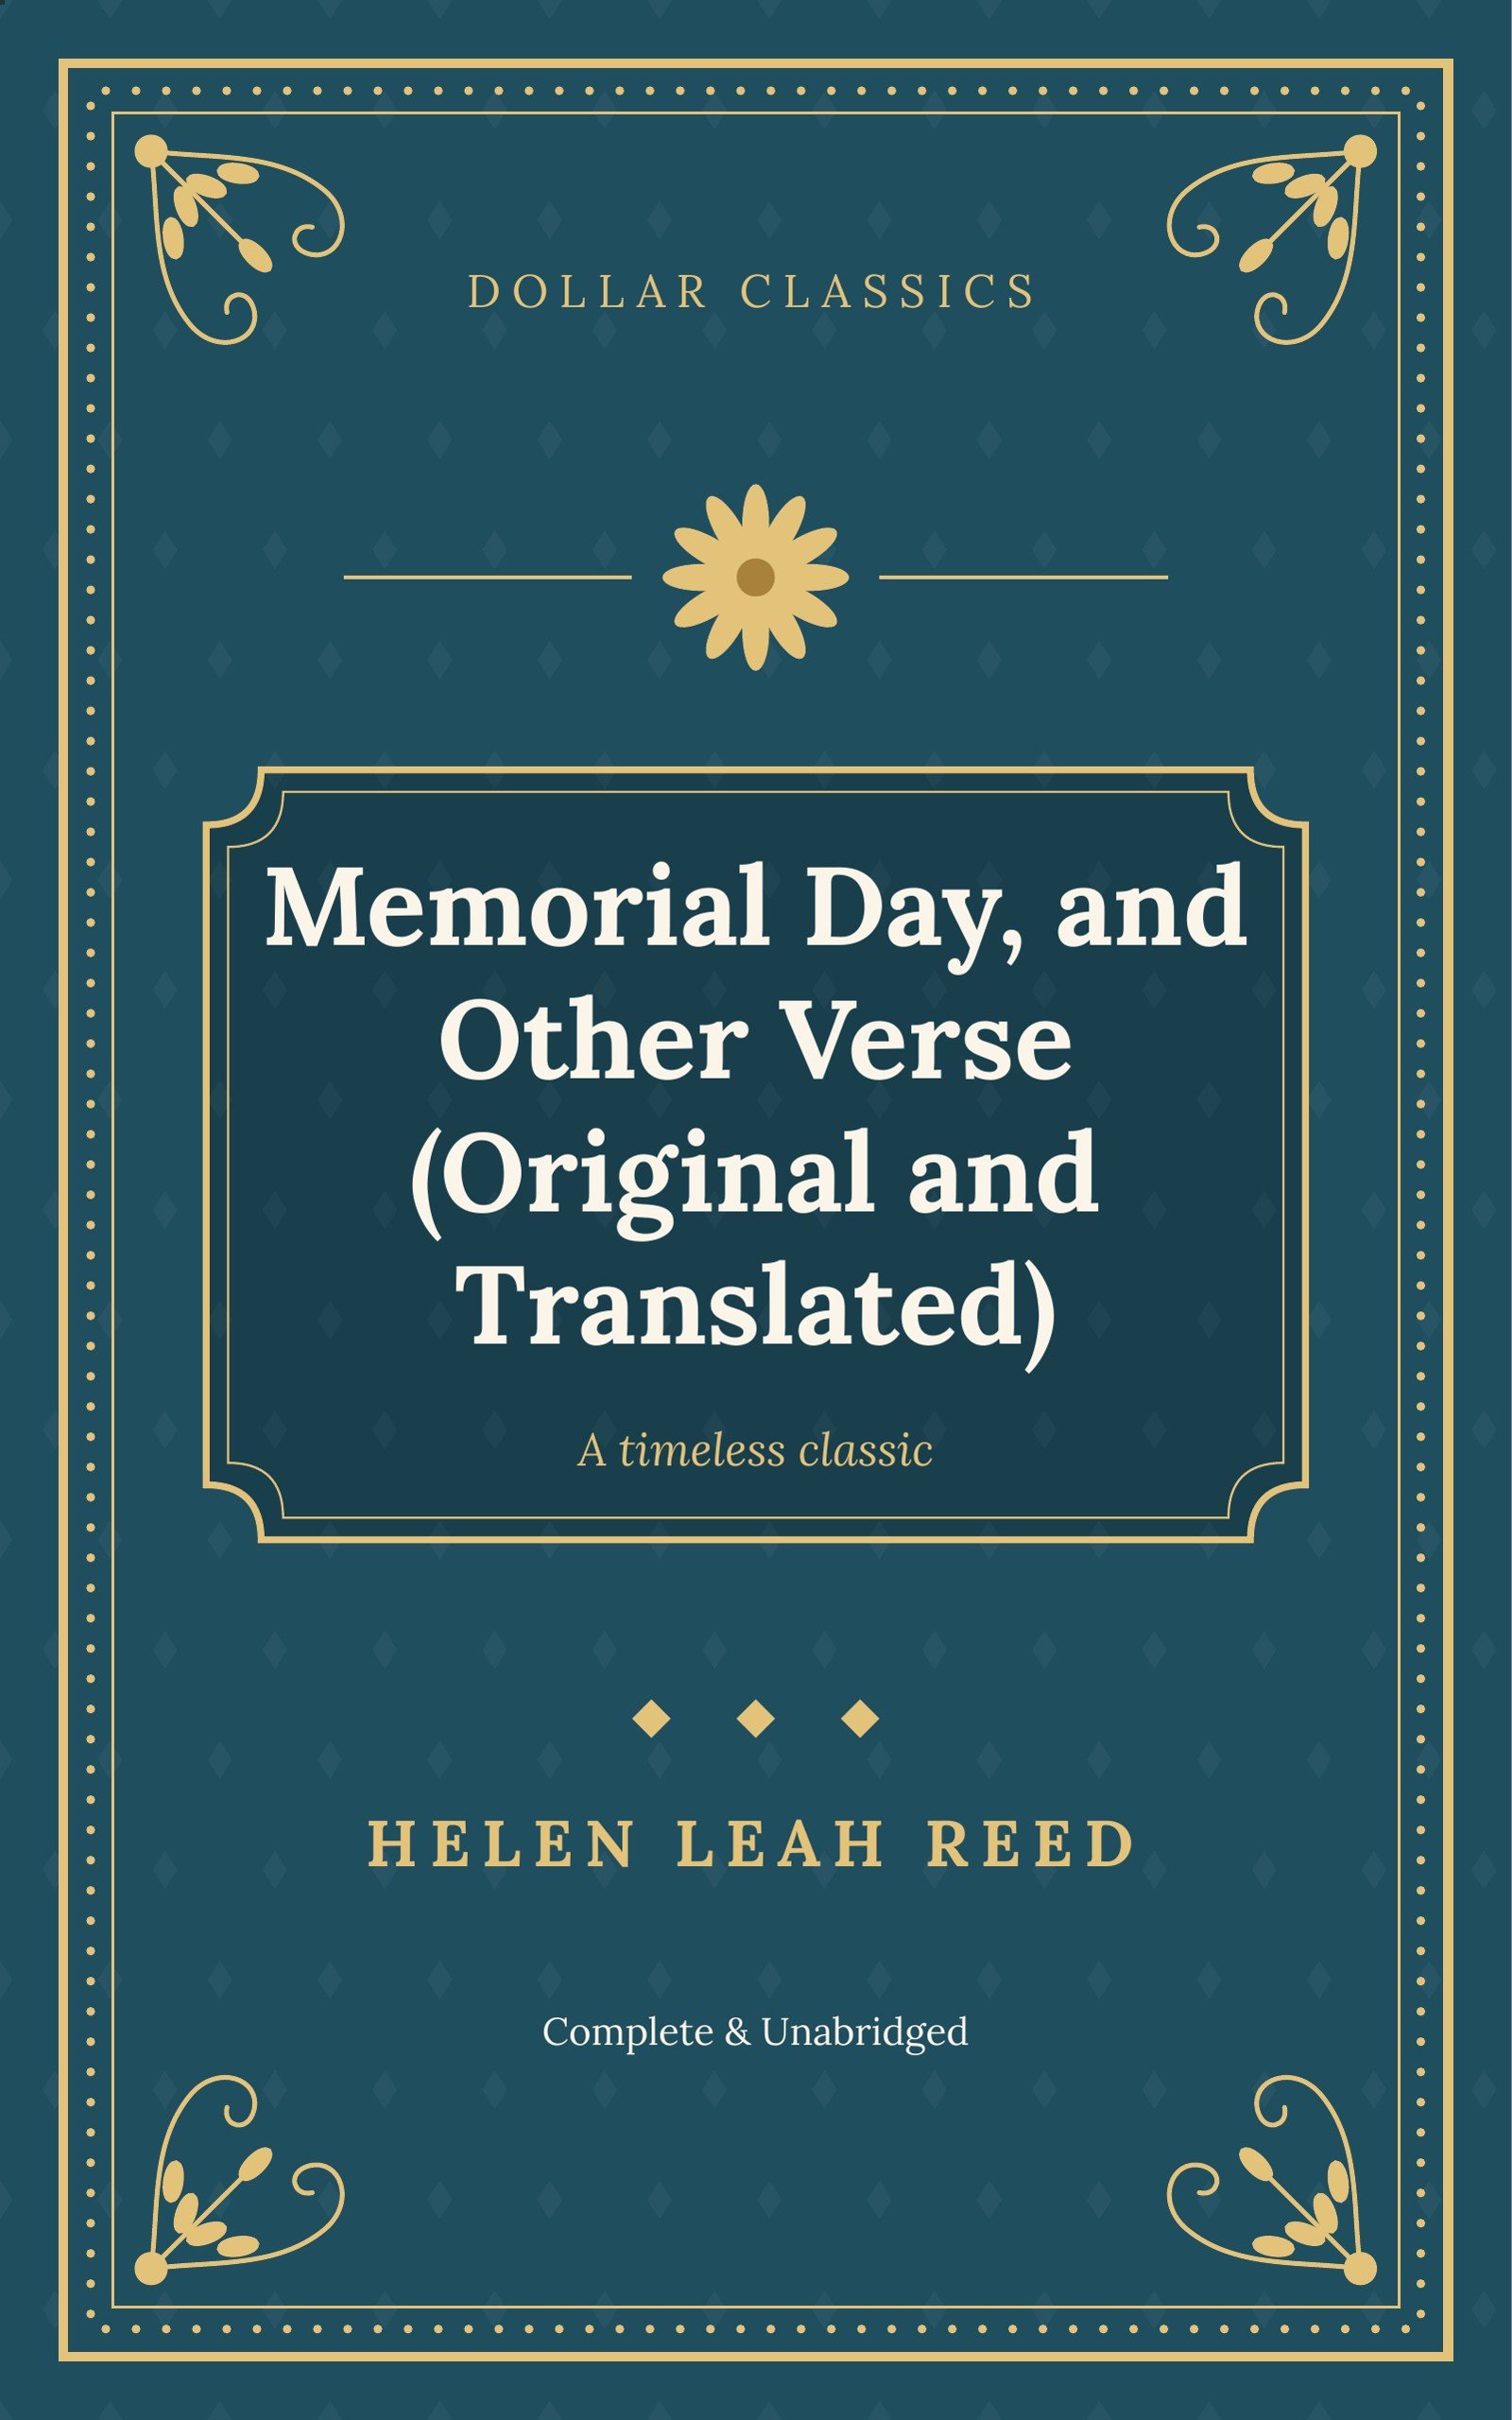 DOLLAR CLASSICS
Memorial Day, and
Other Verse
(Original and
Translated)
A timeless classic
HELEN LEAH REED
Complete & Unabridged